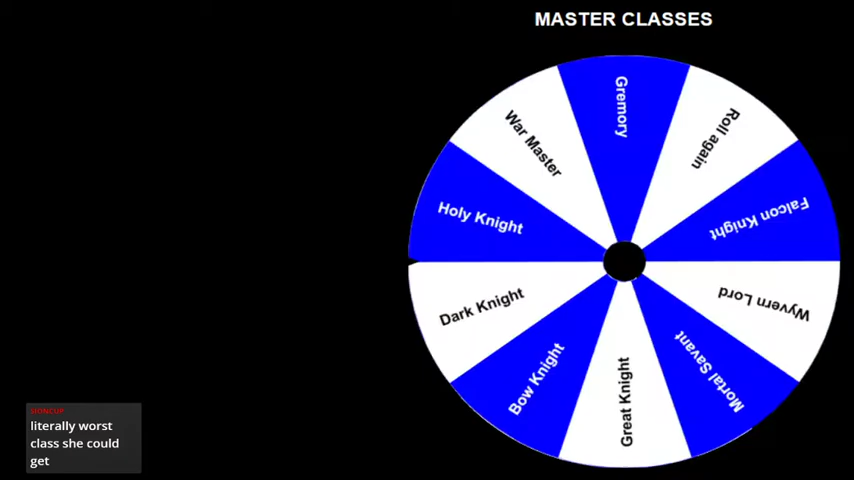 MASTER CLASSES
Gremory
Roll again
Falcon Knight
Wyvern Lord
Mortal Savant
Great Knight
Bow Knight
Dark Knight
Holy Knight
War Master
literally worst
class she could
get